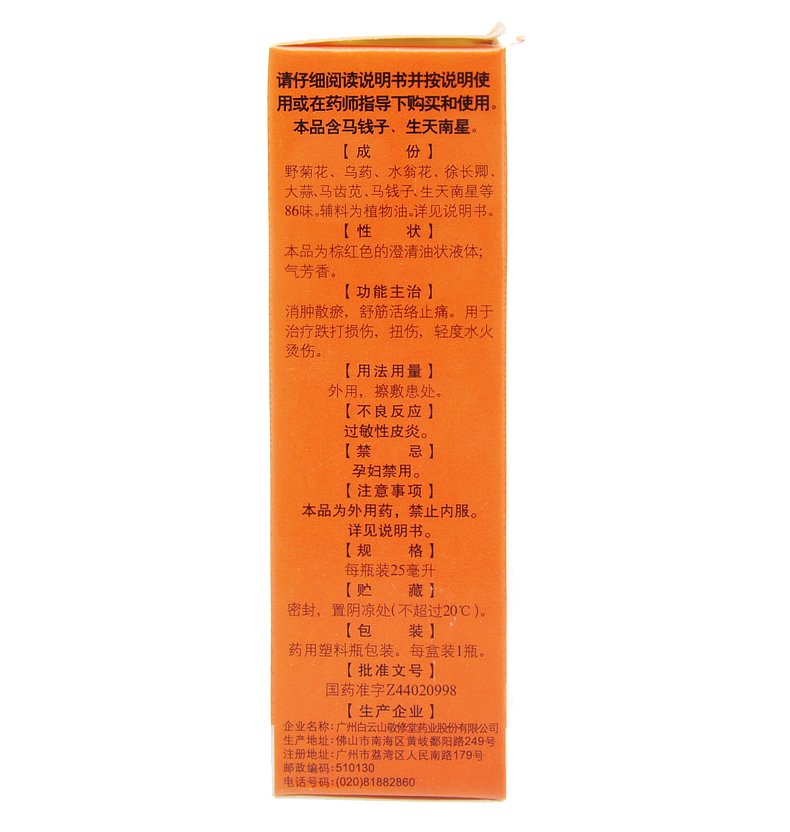 请仔细阅读说明书并按说明使
用或在药师指导下购买和使用。
本品含马钱子、生天南星。
【成 份】
野菊花、乌药、水翁花、徐长卿、
大蒜、马齿苋、马钱子、生天南星等
86味。辅料为植物油。详见说明书。
【性 状】
本品为棕红色的澄清油状液体；
气芳香。
【功能主治】
消肿散瘀，舒筋活络止痛。用于
治疗跌打损伤，扭伤，轻度水火
烫伤。
【用法用量】
外用，擦敷患处。
【不良反应】
过敏性皮炎。
【禁 忌】
孕妇禁用。
【注意事项】
本品为外用药，禁止内服。
详见说明书。
【规 格】
每瓶装25毫升
【贮 藏】
密封，置阴凉处(不超过20℃)。
【包 装】
药用塑料瓶包装。每盒装1瓶。
【批准文号】
国药准字Z44020998
【生产企业】
企业名称:广州白云山敬修堂药业股份有限公司
生产地址:佛山市南海区黄岐鄱阳路249号
注册地址:广州市荔湾区人民南路179号
邮政编码:510130
电话号码:(020)81882860